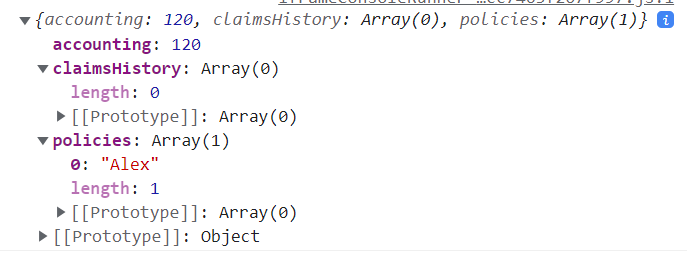 {accounting: 120, claimsHistory: Array(0), policies: Array(1)} i
accounting: 120
claimsHistory: Array(0)
length: 0
[[Prototype]]: Array(0)
policies: Array(1)
0: "Alex"
length: 1
[[Prototype]]: Array(0)
[[Prototype]]: Object